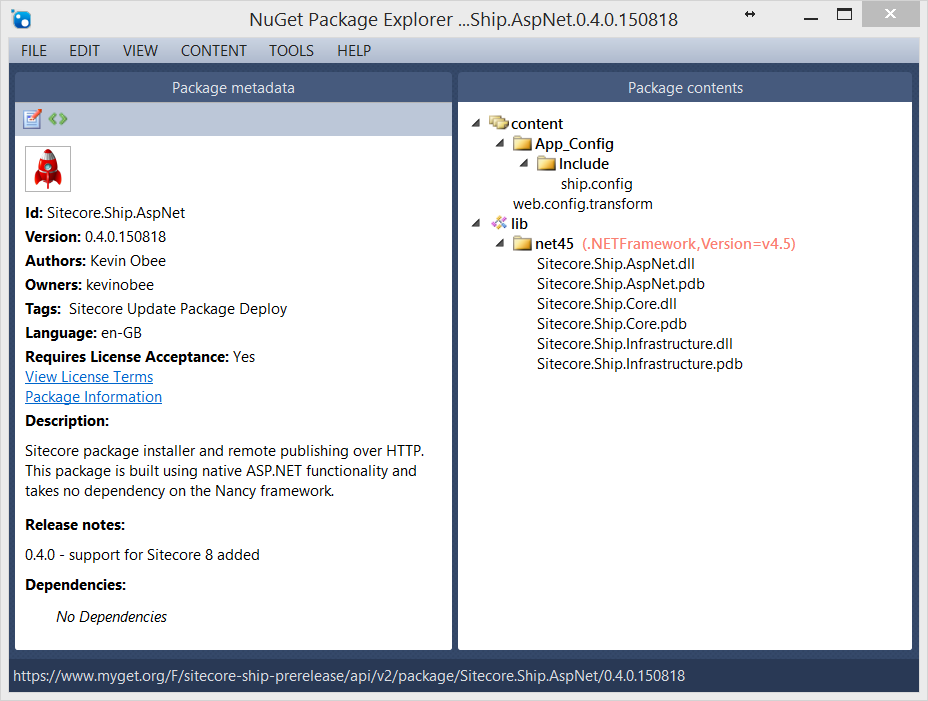 NuGet Package Explorer ...Ship.AspNet.0.4.0.150818
FILE EDIT VIEW CONTENT TOOLS HELP
Package metadata
Id: Sitecore.Ship.AspNet
Version: 0.4.0.150818
Authors: Kevin Obee
Owners: kevinobee
Tags: Sitecore Update Package Deploy
Language: en-GB
Requires License Acceptance: Yes
View License Terms
Package Information
Description:
Sitecore package installer and remote publishing over HTTP.
This package is built using native ASP.NET functionality and
takes no dependency on the Nancy framework.
Release notes:
0.4.0 - support for Sitecore 8 added
Dependencies:
No Dependencies
Package contents
content
App_Config
Include
ship.config
web.config.transform
lib
net45 (.NETFramework,Version=v4.5)
Sitecore.Ship.AspNet.dll
Sitecore.Ship.AspNet.pdb
Sitecore.Ship.Core.dll
Sitecore.Ship.Core.pdb
Sitecore.Ship.Infrastructure.dll
Sitecore.Ship.Infrastructure.pdb
https://www.myget.org/F/sitecore-ship-prerelease/api/v2/package/Sitecore.Ship.AspNet/0.4.0.150818